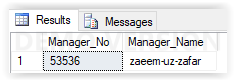 Results Messages
Manager_No Manager_Name
1 53536 zaeem-uz-zafar